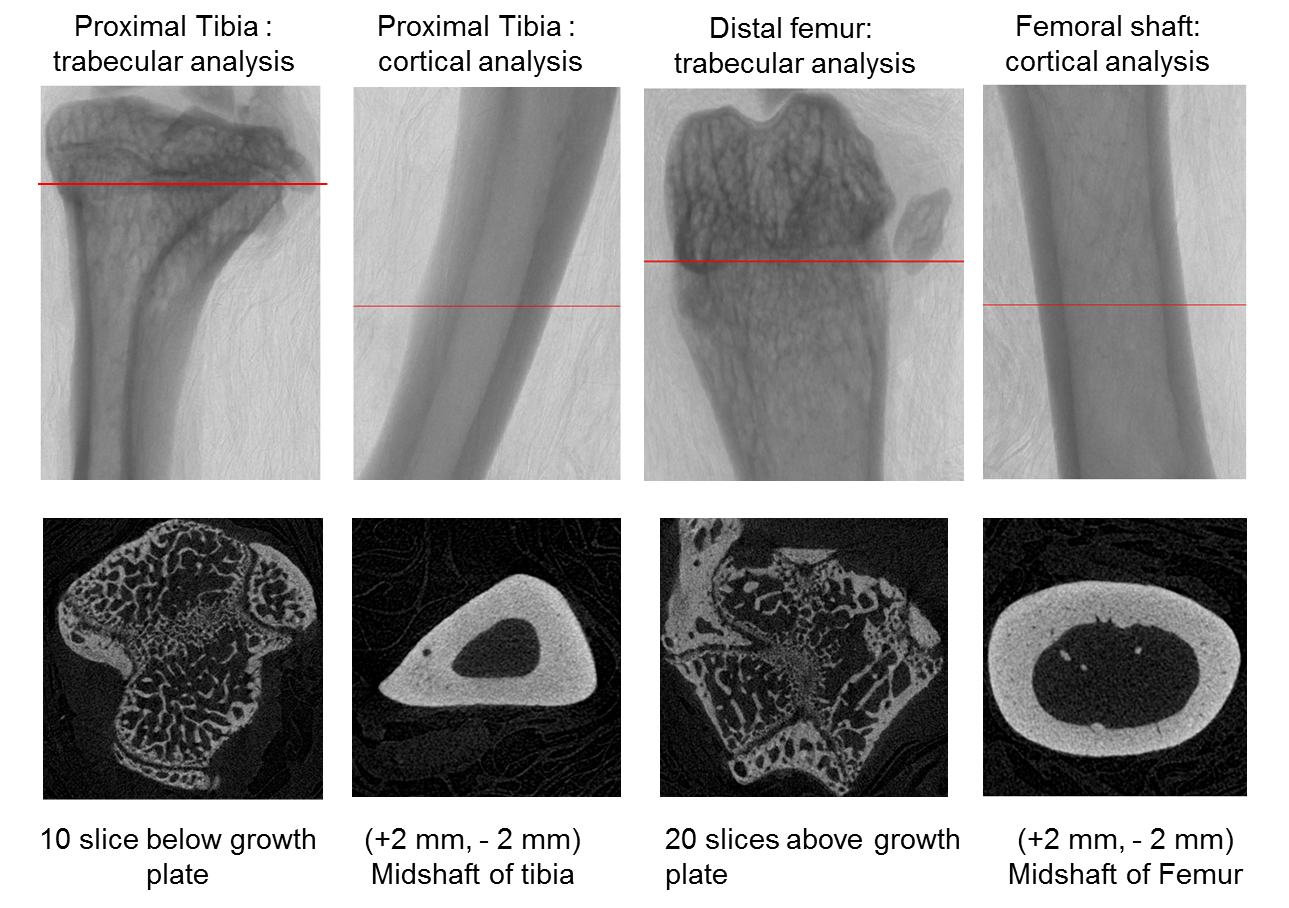 Proximal Tibia :
trabecular analysis
Proximal Tibia :
cortical analysis
Distal femur:
trabecular analysis
Femoral shaft:
cortical analysis
10 slice below growth
plate
(+2 mm, - 2 mm)
Midshaft of tibia
20 slices above growth
plate
(+2 mm, - 2 mm)
Midshaft of Femur